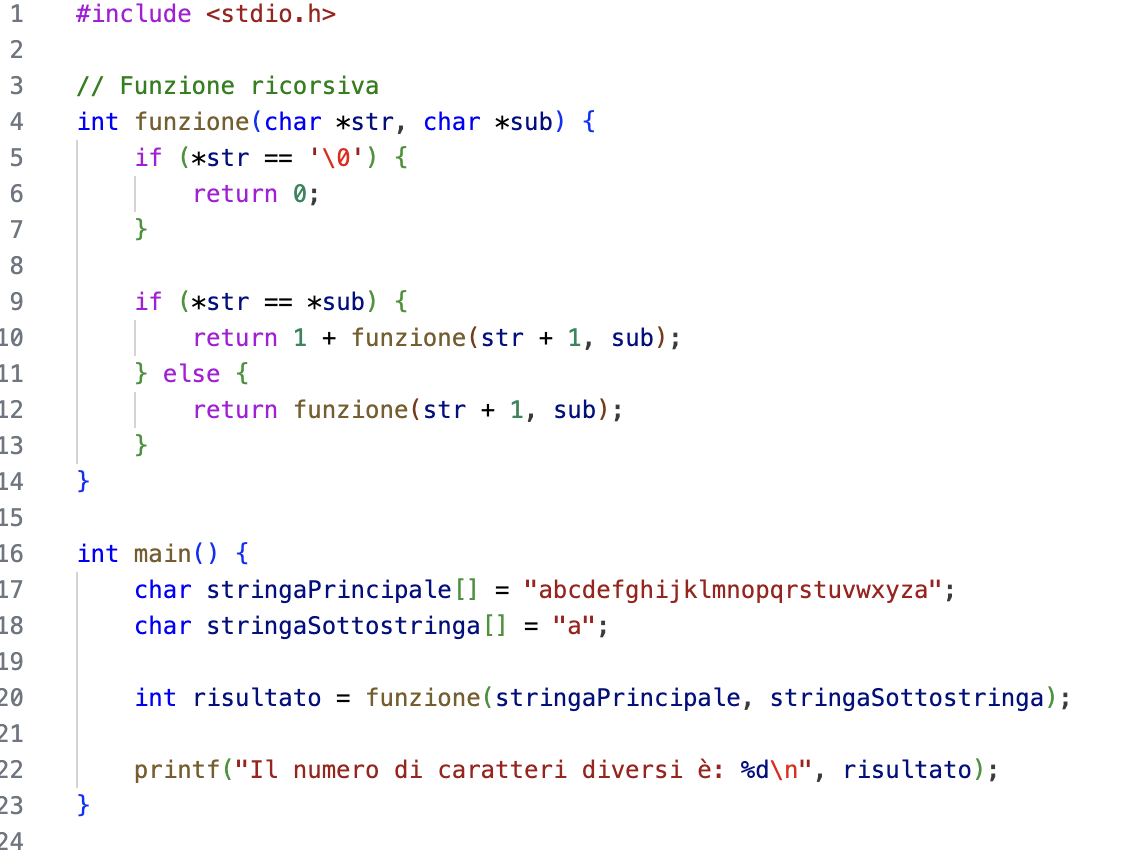 1 #include <stdio.h>
2
3 // Funzione ricorsiva
4 int funzione(char *str, char *sub) {
5     if (*str == '\0') {
6         return 0;
7     }
8
9     if (*str == *sub) {
10         return 1 + funzione(str + 1, sub);
11     } else {
12         return funzione(str + 1, sub);
13     }
14 }
15
16 int main() {
17     char stringaPrincipale[] = "abcdefghijklmnopqrstuvwxyza";
18     char stringaSottostringa[] = "a";
19
20     int risultato = funzione(stringaPrincipale, stringaSottostringa);
21
22     printf("Il numero di caratteri diversi è: %d\n", risultato);
23 }
24